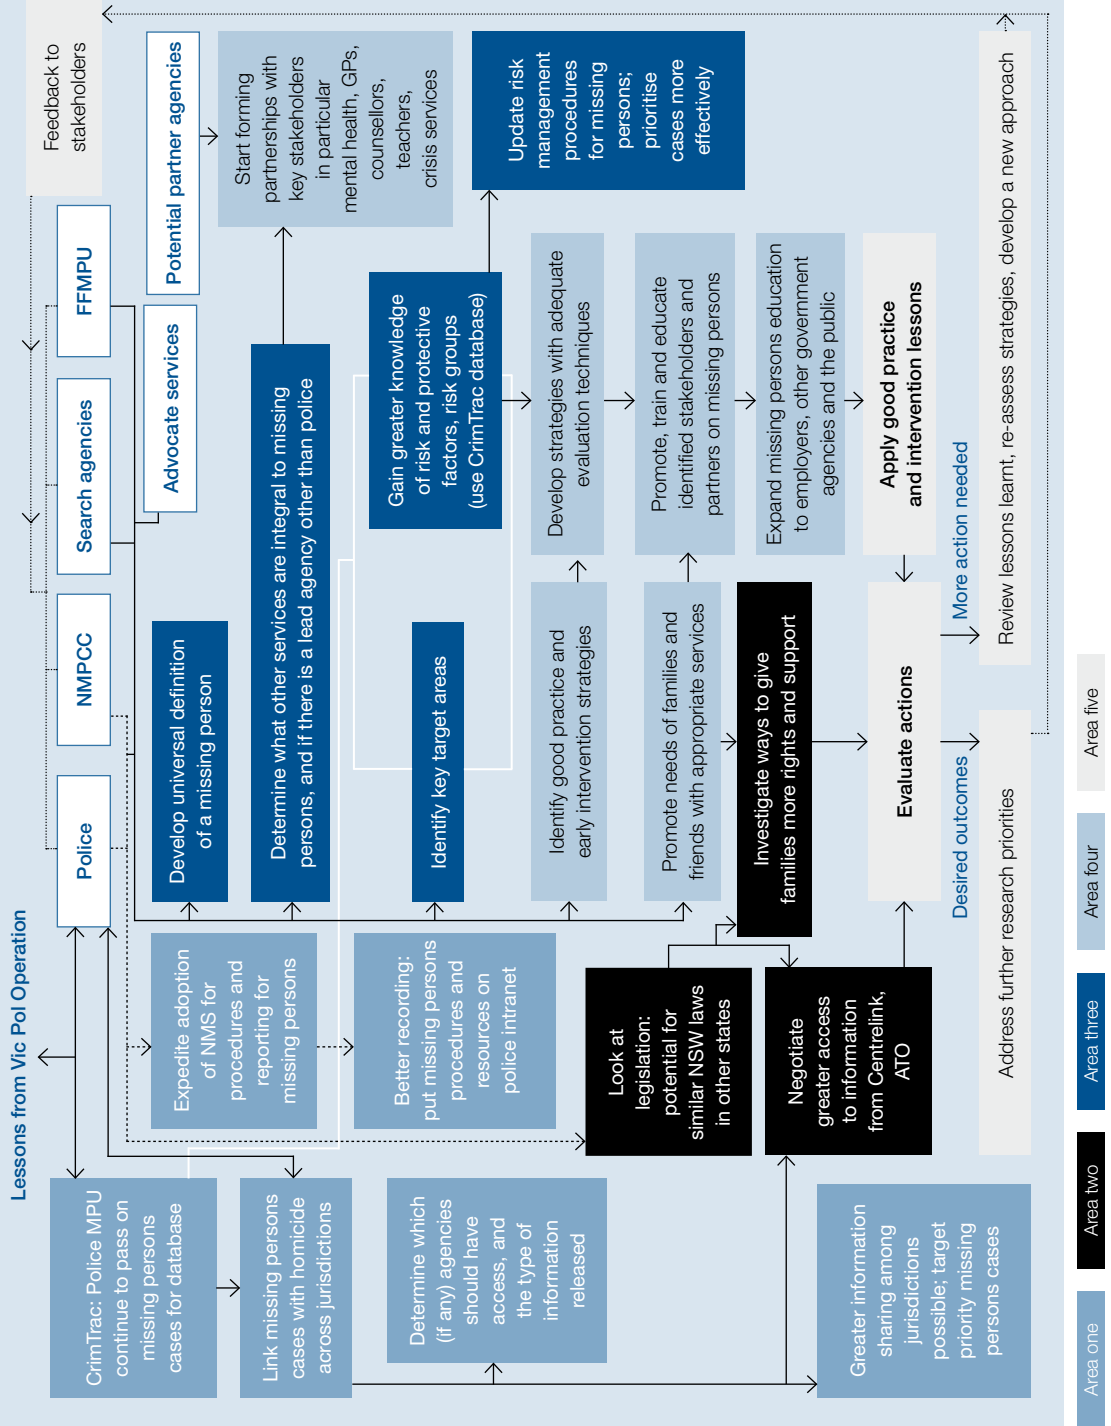 Lessons from Vic Pol Operation
Police
NMPCC
Search agencies
FFMPU
Feedback to
stakeholders
Advocate services
Potential partner agencies
CrimTrac: Police MPU
continue to pass on
missing persons
cases for database
Expedite adoption
of NMS for
procedures and
reporting for
missing persons
Develop universal definition
of a missing person
Start forming
partnerships with
key stakeholders
in particular
mental health, GPs,
counsellors,
teachers,
crisis services
Link missing persons
cases with homicide
across jurisdictions
Determine what other services are integral to missing
persons, and if there is a lead agency other than police
Better recording:
put missing persons
procedures and
resources on
police intranet
Identify key target areas
Gain greater knowledge
of risk and protective
factors, risk groups
(use CrimTrac database)
Update risk
management
procedures
for missing
persons;
prioritise
cases more
effectively
Determine which
(if any) agencies
should have
access, and
the type of
information
released
Identify good practice and
early intervention strategies
Develop strategies with adequate
evaluation techniques
Look at
legislation:
potential for
similar NSW laws
in other states
Promote needs of families and
friends with appropriate services
Promote, train and educate
identified stakeholders and
partners on missing persons
Investigate ways to give
families more rights and support
Expand missing persons education
to employers, other government
agencies and the public
Negotiate
greater access
to information
from Centrelink,
ATO
Greater information
sharing among
jurisdictions
possible; target
priority missing
persons cases
Evaluate actions
Apply good practice
and intervention lessons
Desired outcomes
More action needed
Address further research priorities
Review lessons learnt, re-assess strategies, develop a new approach
Area one
Area two
Area three
Area four
Area five